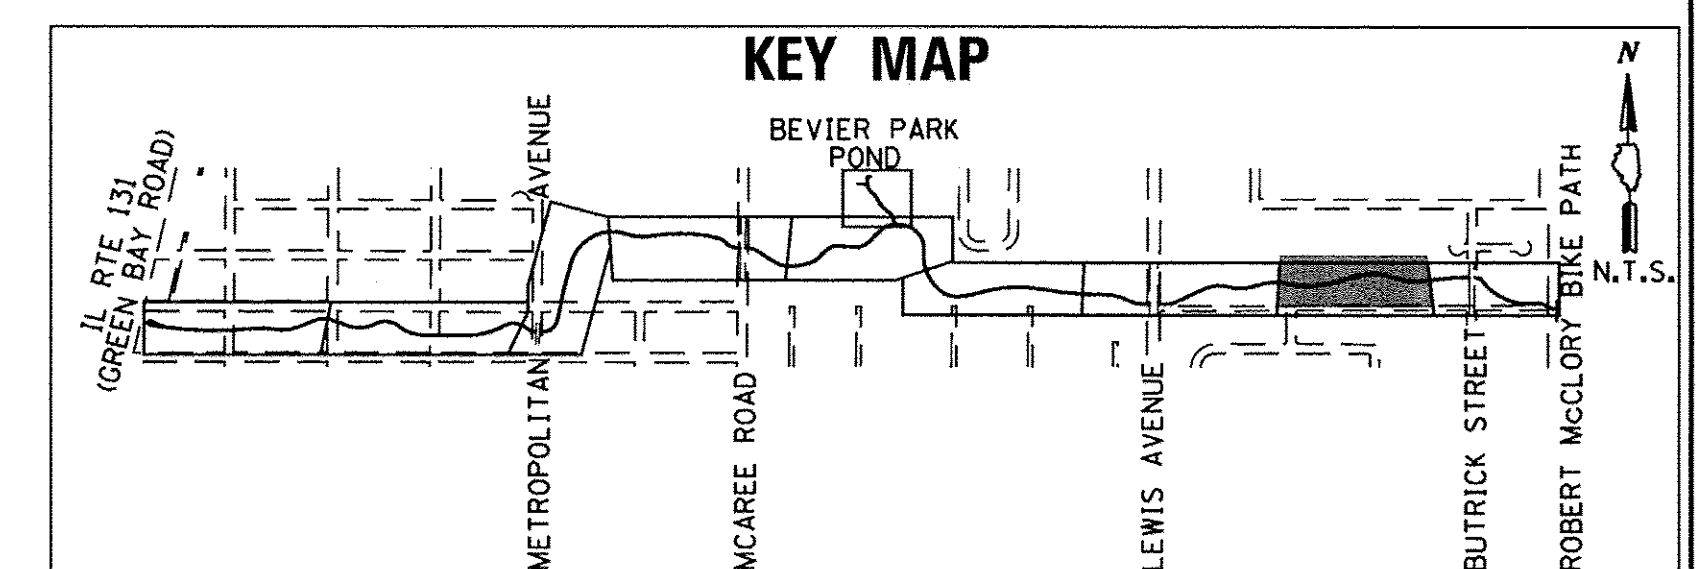 KEY MAP
N
BEVIER PARK
POND
N.T.S.
IL RTE 131
(GREEN BAY ROAD)
METROPOLITAN AVENUE
MCAREE ROAD
LEWIS AVENUE
BUTRICK STREET
ROBERT McCLORY BIKE PATH